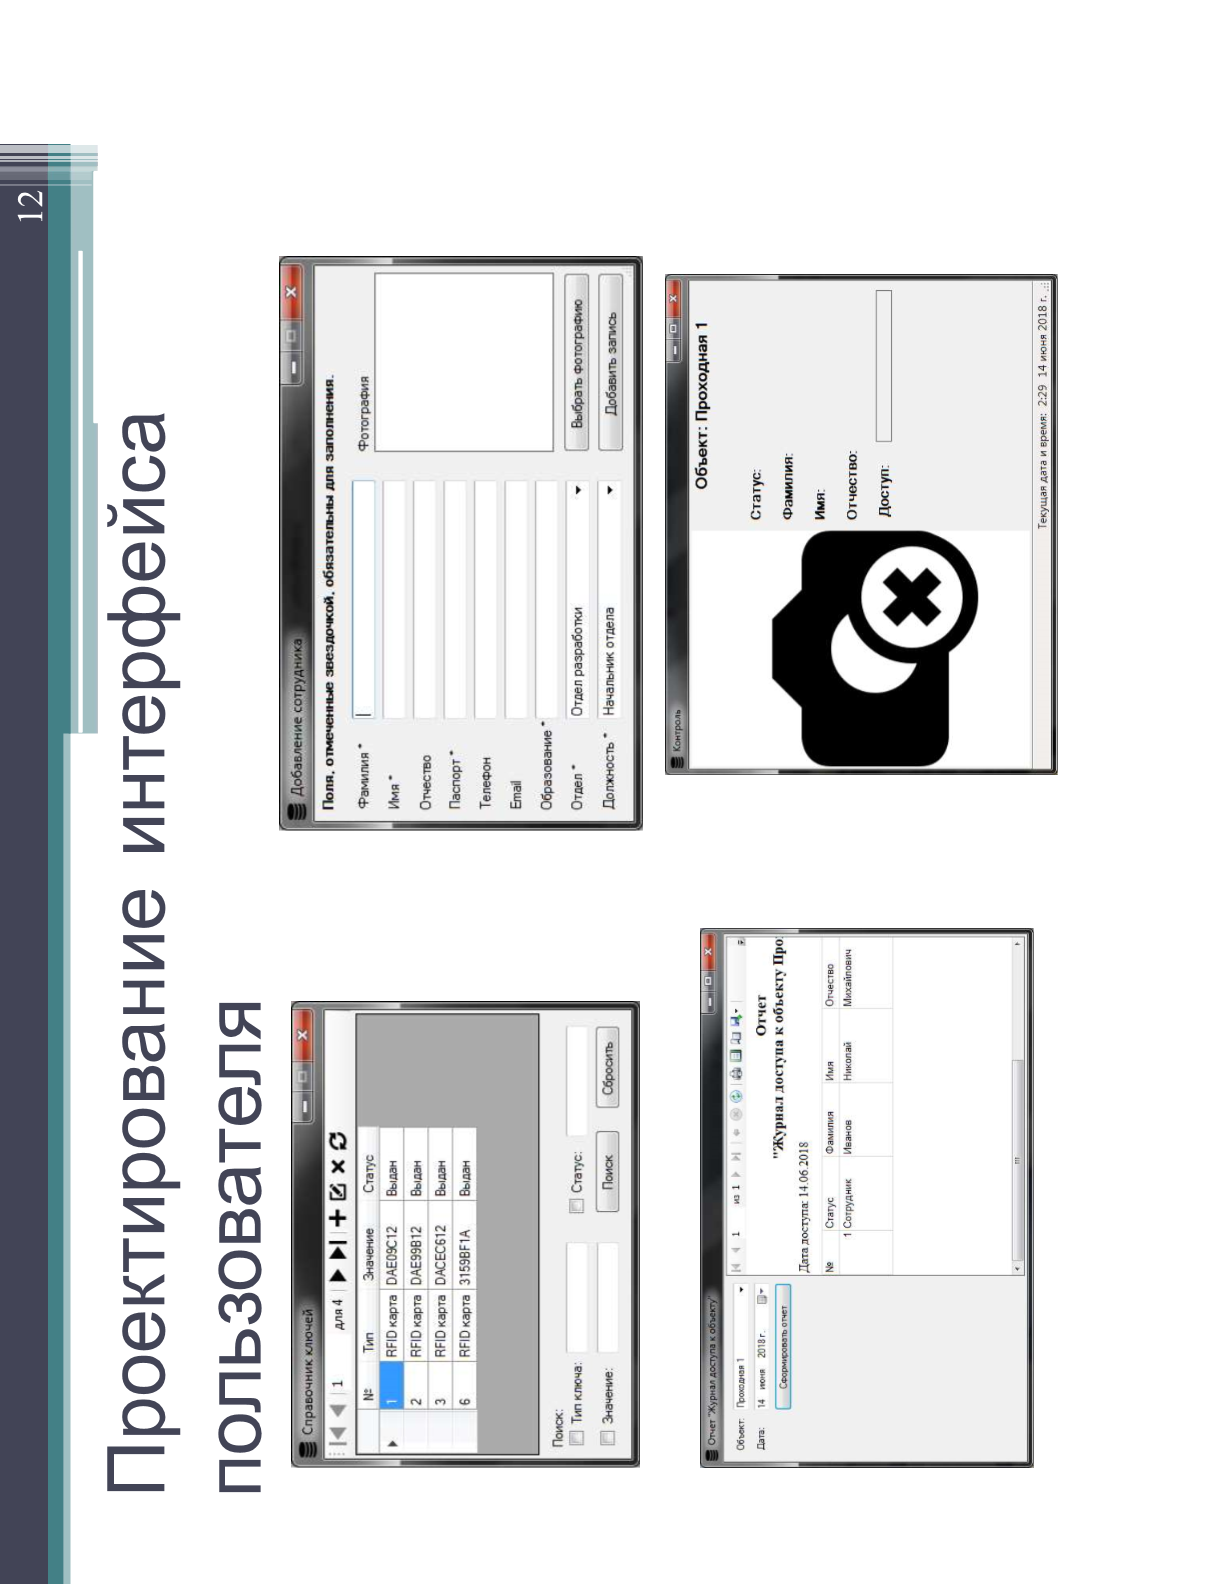 12
Проектирование интерфейса
пользователя
Справочник ключей
1 для 4
№ Тип Значение Статус
1 RFID карта DAE09C12 Выдан
2 RFID карта DAE99B12 Выдан
3 RFID карта DACEC612 Выдан
6 RFID карта 3159BF1A Выдан
Поиск:
Тип ключа: Статус:
Значение: Поиск Сбросить
Добавление сотрудника
Поля, отмеченные звездочкой, обязательны для заполнения.
Фамилия * Фотография
Имя *
Отчество
Паспорт *
Телефон
Email
Образование *
Отдел * Отдел разработки Выбрать фотографию
Должность * Начальник отдела Добавить запись
Отчет "Журнал доступа к объекту"
Объект: Проходная 1
Дата: 14 июня 2018 г.
Сформировать отчет
1 из 1
Отчет
"Журнал доступа к объекту Про
Дата доступа: 14.06.2018
№ Статус Фамилия Имя Отчество
1 Сотрудник Иванов Николай Михайлович
Контроль
Объект: Проходная 1
Статус:
Фамилия:
Имя:
Отчество:
Доступ:
Текущая дата и время: 2:29 14 июня 2018 г.